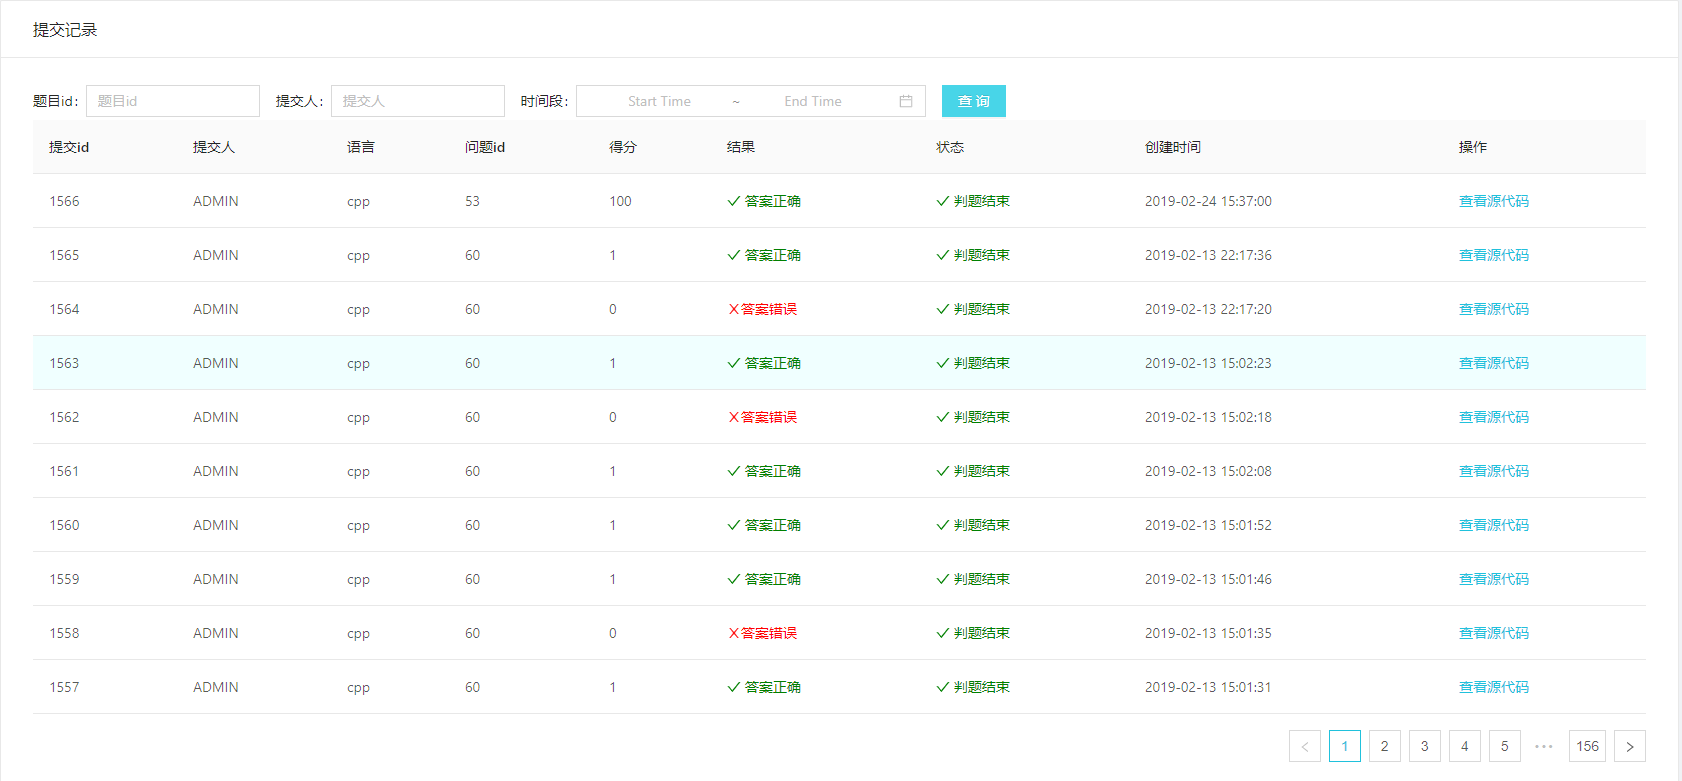 提交记录
题目id: 题目id 提交人: 提交人 时间段: Start Time ~ End Time 查 询
提交id 提交人 语言 问题id 得分 结果 状态 创建时间 操作
1566 ADMIN cpp 53 100 ✓ 答案正确 ✓ 判题结束 2019-02-24 15:37:00 查看源代码
1565 ADMIN cpp 60 1 ✓ 答案正确 ✓ 判题结束 2019-02-13 22:17:36 查看源代码
1564 ADMIN cpp 60 0 X答案错误 ✓ 判题结束 2019-02-13 22:17:20 查看源代码
1563 ADMIN cpp 60 1 ✓ 答案正确 ✓ 判题结束 2019-02-13 15:02:23 查看源代码
1562 ADMIN cpp 60 0 X答案错误 ✓ 判题结束 2019-02-13 15:02:18 查看源代码
1561 ADMIN cpp 60 1 ✓ 答案正确 ✓ 判题结束 2019-02-13 15:02:08 查看源代码
1560 ADMIN cpp 60 1 ✓ 答案正确 ✓ 判题结束 2019-02-13 15:01:52 查看源代码
1559 ADMIN cpp 60 1 ✓ 答案正确 ✓ 判题结束 2019-02-13 15:01:46 查看源代码
1558 ADMIN cpp 60 0 X答案错误 ✓ 判题结束 2019-02-13 15:01:35 查看源代码
1557 ADMIN cpp 60 1 ✓ 答案正确 ✓ 判题结束 2019-02-13 15:01:31 查看源代码
< 1 2 3 4 5 ••• 156 >